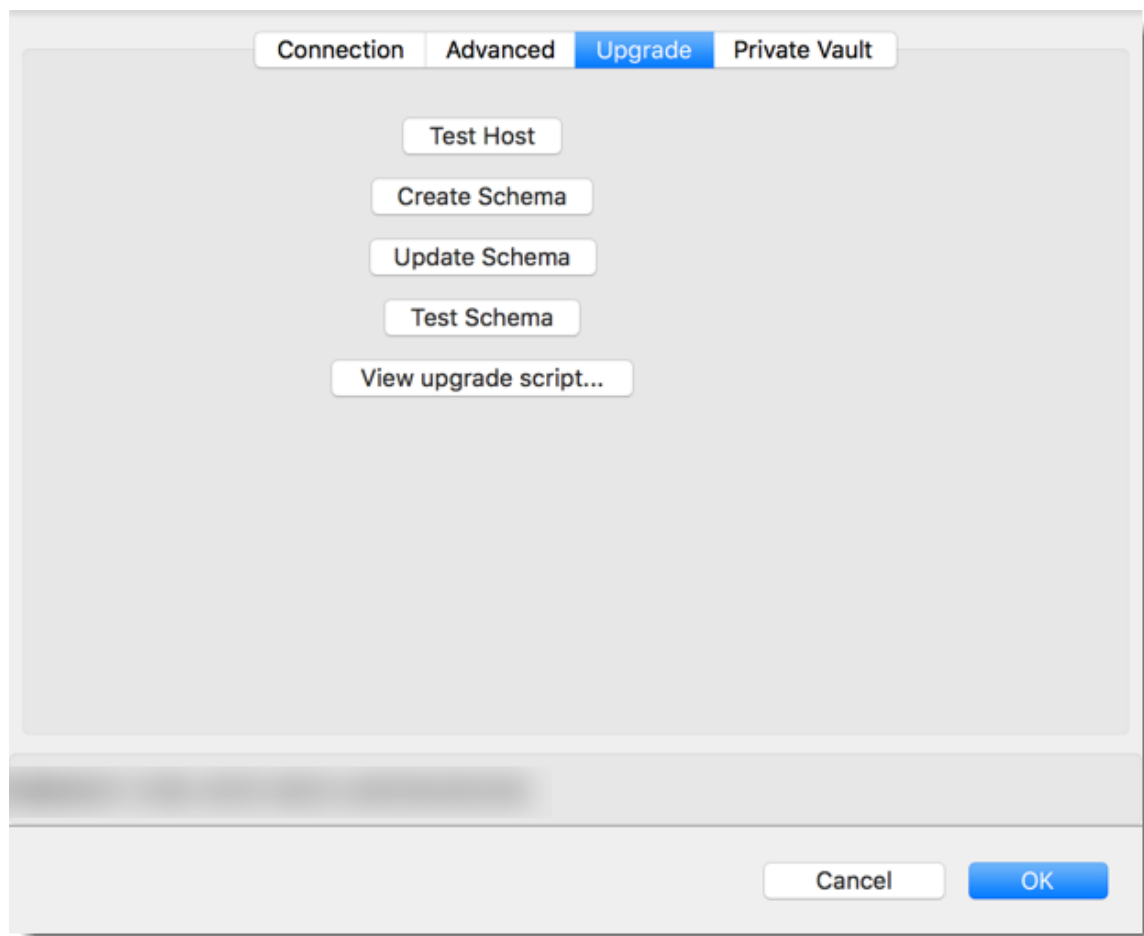 Connection Advanced Upgrade Private Vault
Test Host
Create Schema
Update Schema
Test Schema
View upgrade script...
Cancel OK